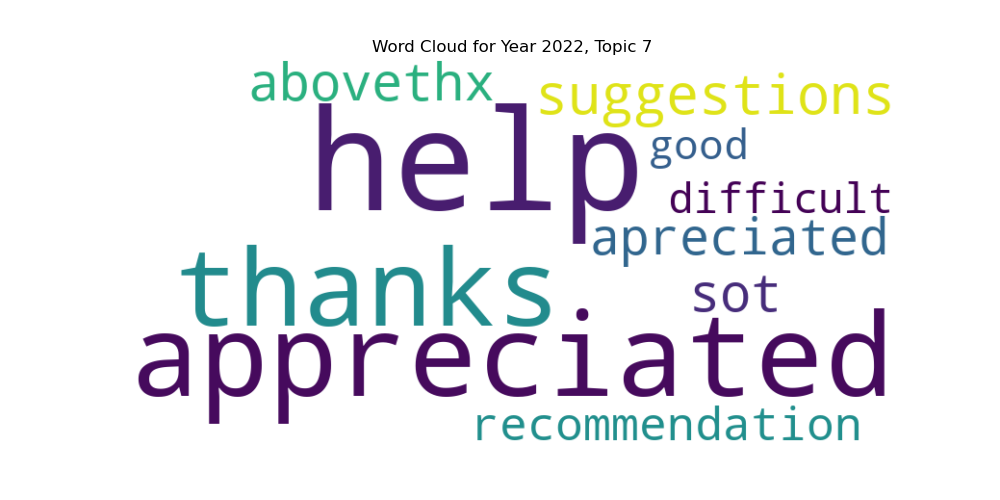 Word Cloud for Year 2022, Topic 7
abovethx
suggestions
help
good
difficult
apreciated
thanks
sot
appreciated
recommendation